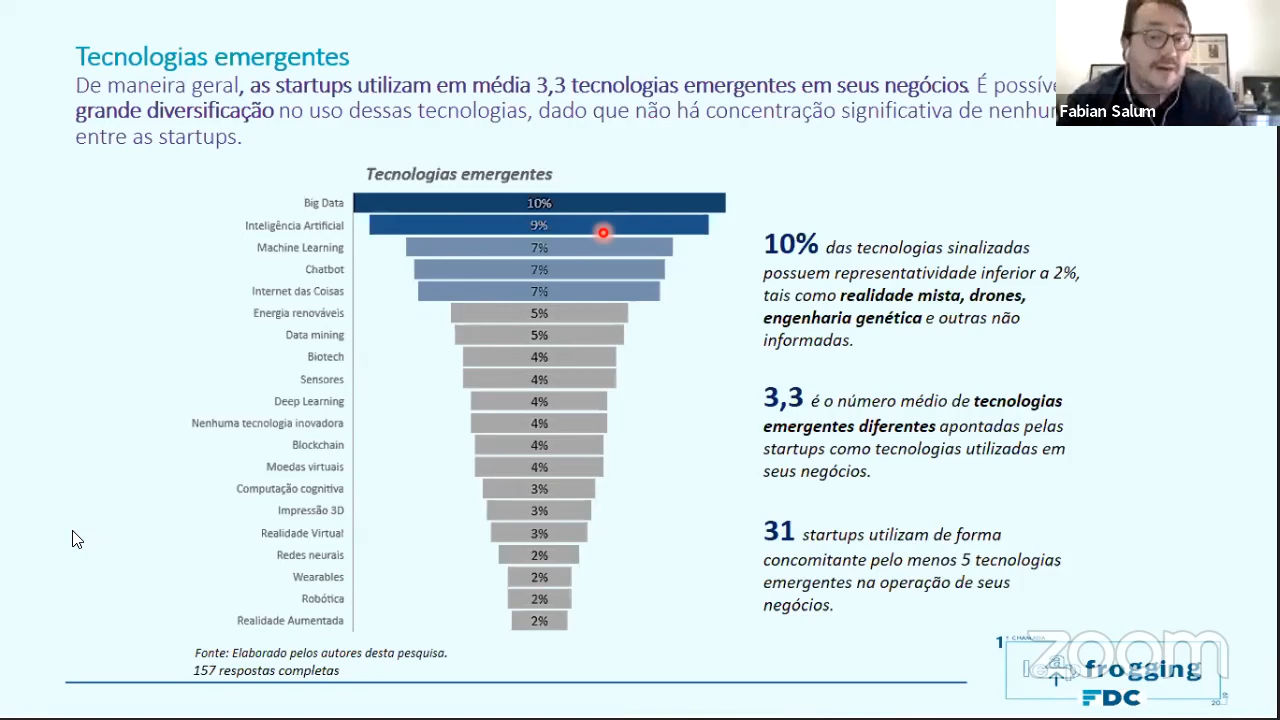 Tecnologias emergentes
De maneira geral, as startups utilizam em média 3,3 tecnologias emergentes em seus negócios. É possíve
grande diversificação no uso dessas tecnologias, dado que não há concentração significativa de nenhum
entre as startups.
Fabian Salum
Tecnologias emergentes
Big Data 10%
Inteligência Artificial 9%
Machine Learning 7%
Chatbot 7%
Internet das Coisas 7%
Energia renováveis 5%
Data mining 5%
Biotech 4%
Sensores 4%
Deep Learning 4%
Nenhuma tecnologia inovadora 4%
Blockchain 4%
Moedas virtuais 4%
Computação cognitiva 3%
Impressão 3D 3%
Realidade Virtual 3%
Redes neurais 2%
Wearables 2%
Robótica 2%
Realidade Aumentada 2%
10% das tecnologias sinalizadas
possuem representatividade inferior a 2%,
tais como realidade mista, drones,
engenharia genética e outras não
informadas.
3,3 é o número médio de tecnologias
emergentes diferentes apontadas pelas
startups como tecnologias utilizadas em
seus negócios.
31 startups utilizam de forma
concomitante pelo menos 5 tecnologias
emergentes na operação de seus
negócios.
Fonte: Elaborado pelos autores desta pesquisa.
157 respostas completas
zoom
frogging
FDC